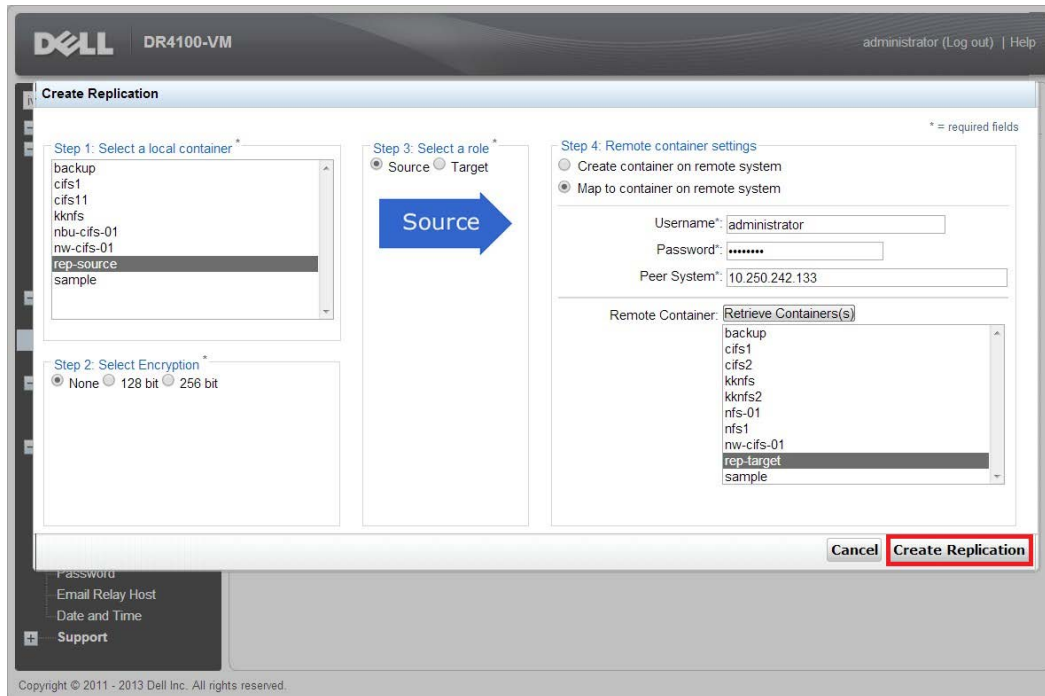 DELL
DR4100-VM
administrator (Log out) | Help
Create Replication
* = required fields
Step 1: Select a local container *
backup
cifs1
cifs11
kknfs
nbu-cifs-01
nw-cifs-01
rep-source
sample
Step 2: Select Encryption *
None 128 bit 256 bit
Step 3: Select a role *
Source Target
Source
Step 4: Remote container settings
Create container on remote system
Map to container on remote system
Username*: administrator
Password*: ••••••••
Peer System*: 10.250.242.133
Remote Container: Retrieve Containers(s)
backup
cifs1
cifs2
kknfs
kknfs2
nfs-01
nfs1
nw-cifs-01
rep-target
sample
Cancel Create Replication
Password
Email Relay Host
Date and Time
Support
Copyright © 2011 - 2013 Dell Inc. All rights reserved.